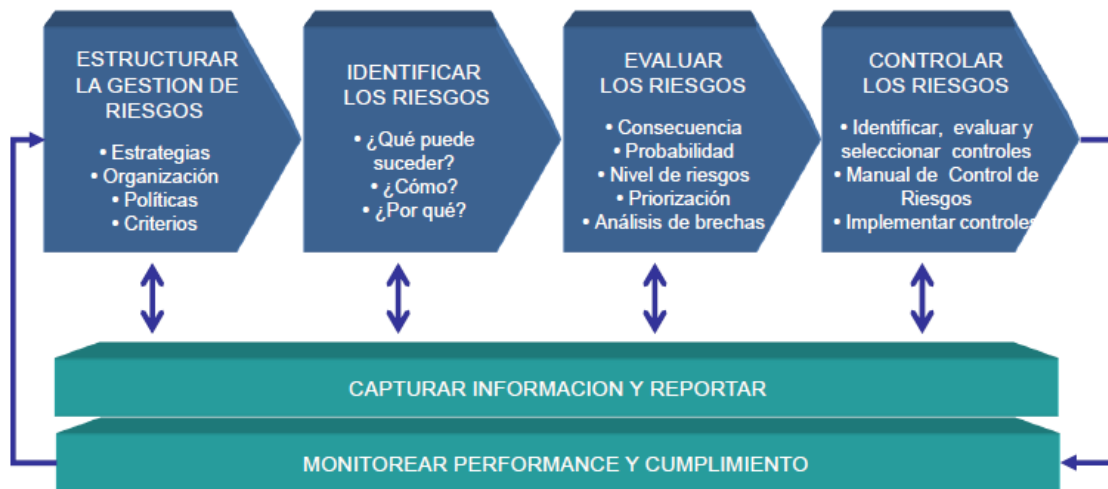 ESTRUCTURAR
LA GESTION DE
RIESGOS
• Estrategias
• Organización
• Políticas
• Criterios
IDENTIFICAR
LOS RIESGOS
• ¿Qué puede
suceder?
• ¿Cómo?
• ¿Por qué?
EVALUAR
LOS RIESGOS
• Consecuencia
• Probabilidad
• Nivel de riesgos
• Priorización
• Análisis de brechas
CONTROLAR
LOS RIESGOS
• Identificar, evaluar y
seleccionar controles
• Manual de Control de
Riesgos
• Implementar controles
CAPTURAR INFORMACION Y REPORTAR
MONITOREAR PERFORMANCE Y CUMPLIMIENTO